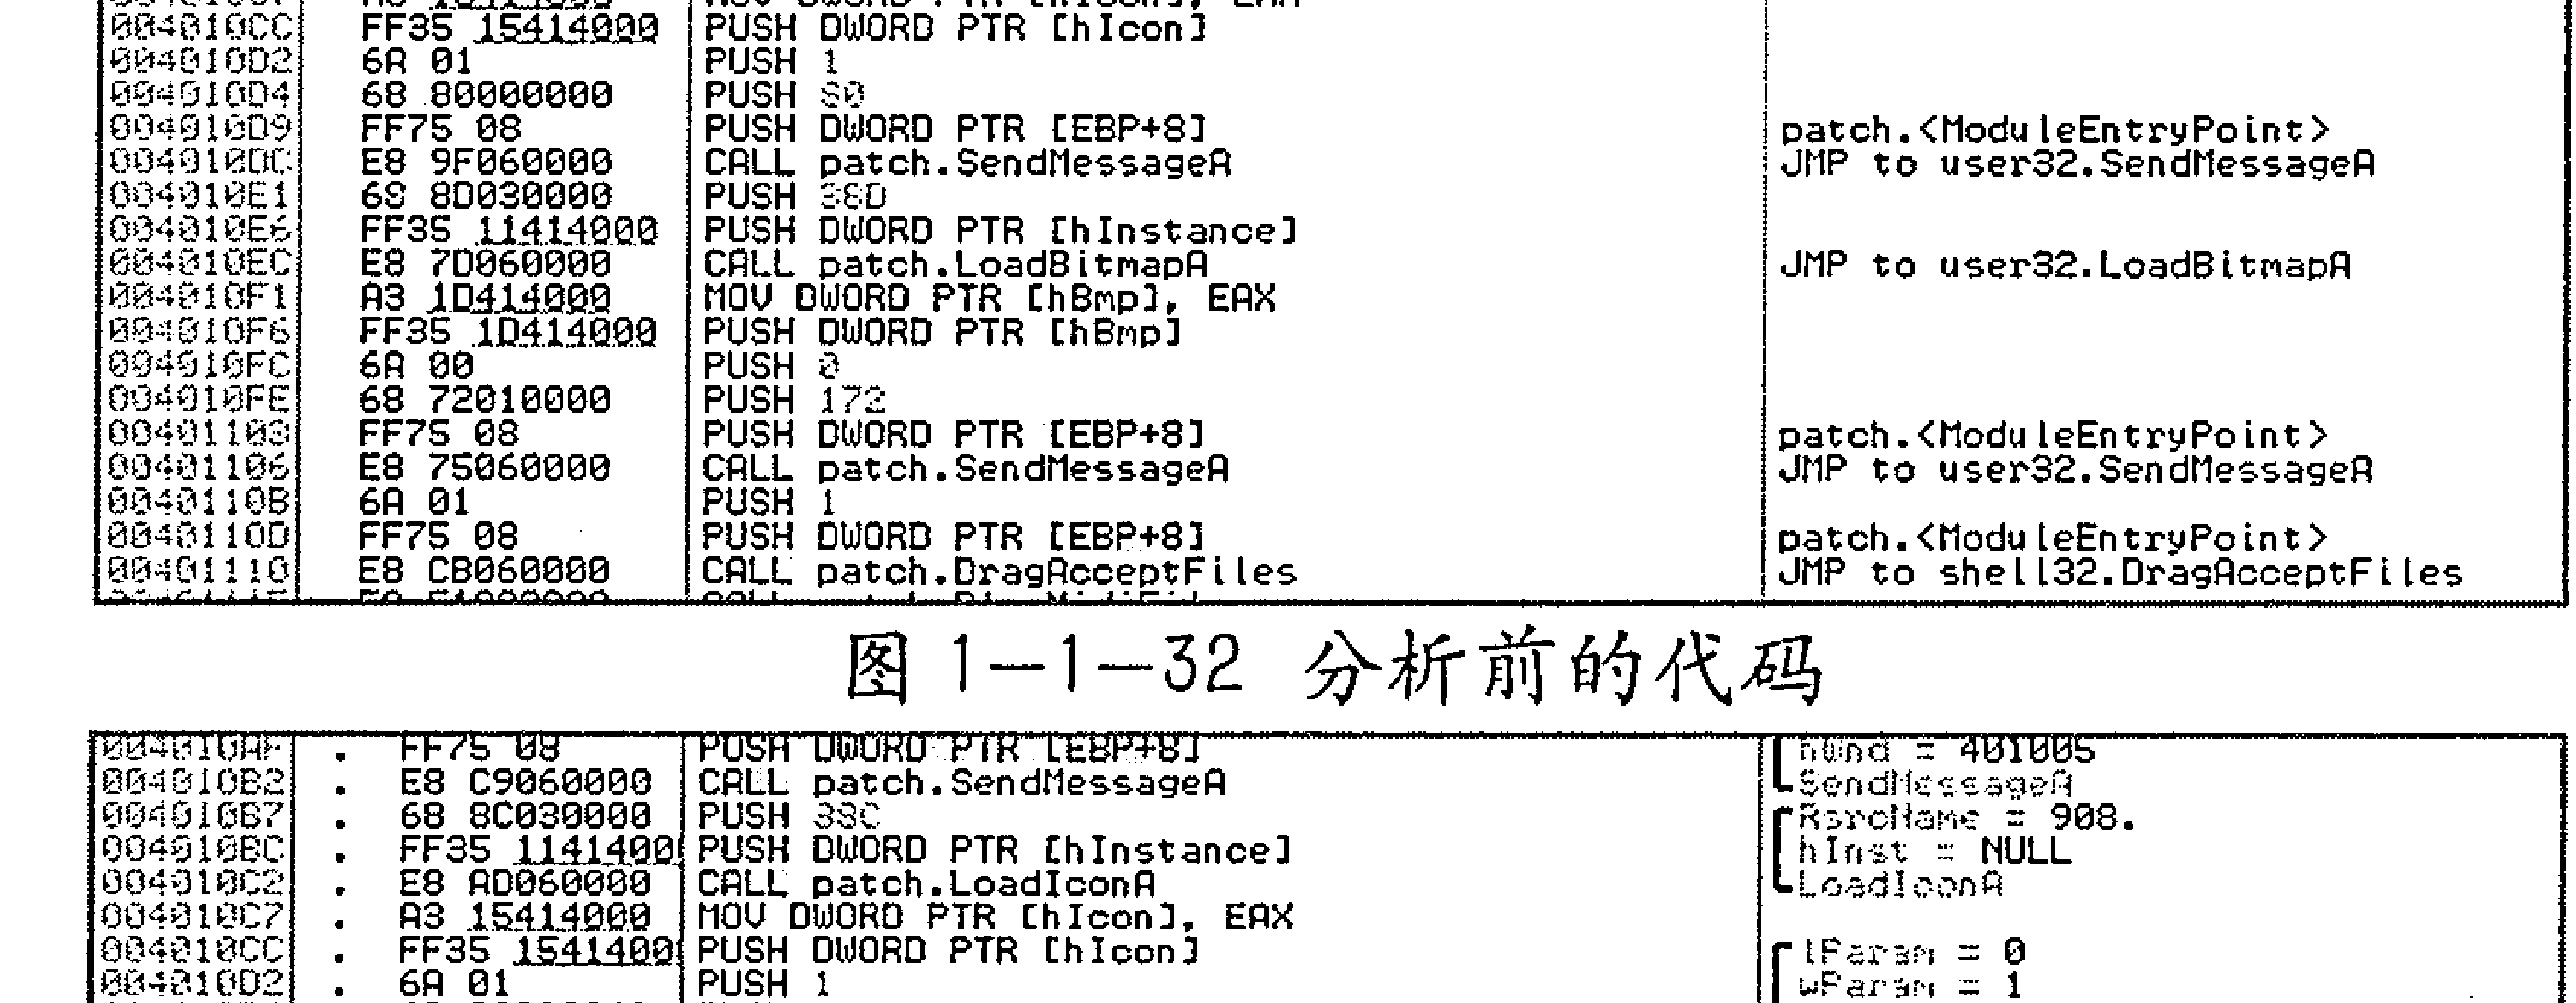 004010CC FF35 15414000 PUSH DWORD PTR [hIcon]
004010D2 6A 01 PUSH 1
004010D4 68 80000000 PUSH 80
004010D9 FF75 08 PUSH DWORD PTR [EBP+8] patch.<ModuleEntryPoint>
004010DC E8 9F060000 CALL patch.SendMessageA JMP to user32.SendMessageA
004010E1 68 8D030000 PUSH 38D
004010E6 FF35 11414000 PUSH DWORD PTR [hInstance]
004010EC E8 7D060000 CALL patch.LoadBitmapA JMP to user32.LoadBitmapA
004010F1 A3 1D414000 MOV DWORD PTR [hBmp], EAX
004010F6 FF35 1D414000 PUSH DWORD PTR [hBmp]
004010FC 6A 00 PUSH 0
004010FE 68 72010000 PUSH 172
00401103 FF75 08 PUSH DWORD PTR [EBP+8] patch.<ModuleEntryPoint>
00401106 E8 75060000 CALL patch.SendMessageA JMP to user32.SendMessageA
0040110B 6A 01 PUSH 1
0040110D FF75 08 PUSH DWORD PTR [EBP+8] patch.<ModuleEntryPoint>
00401110 E8 CB060000 CALL patch.DragAcceptFiles JMP to shell32.DragAcceptFiles
图 1—1—32 分析前的代码
004010AF . FF75 08 PUSH DWORD PTR [EBP+8] hWnd = 401005
004010B2 . E8 C9060000 CALL patch.SendMessageA SendMessageA
004010B7 . 68 8C030000 PUSH 38C RsrcName = 908.
004010BC . FF35 1141400 PUSH DWORD PTR [hInstance] hInst = NULL
004010C2 . E8 AD060000 CALL patch.LoadIconA LoadIconA
004010C7 . A3 15414000 MOV DWORD PTR [hIcon], EAX
004010CC . FF35 1541400 PUSH DWORD PTR [hIcon] lParam = 0
004010D2 . 6A 01 PUSH 1 wParam = 1